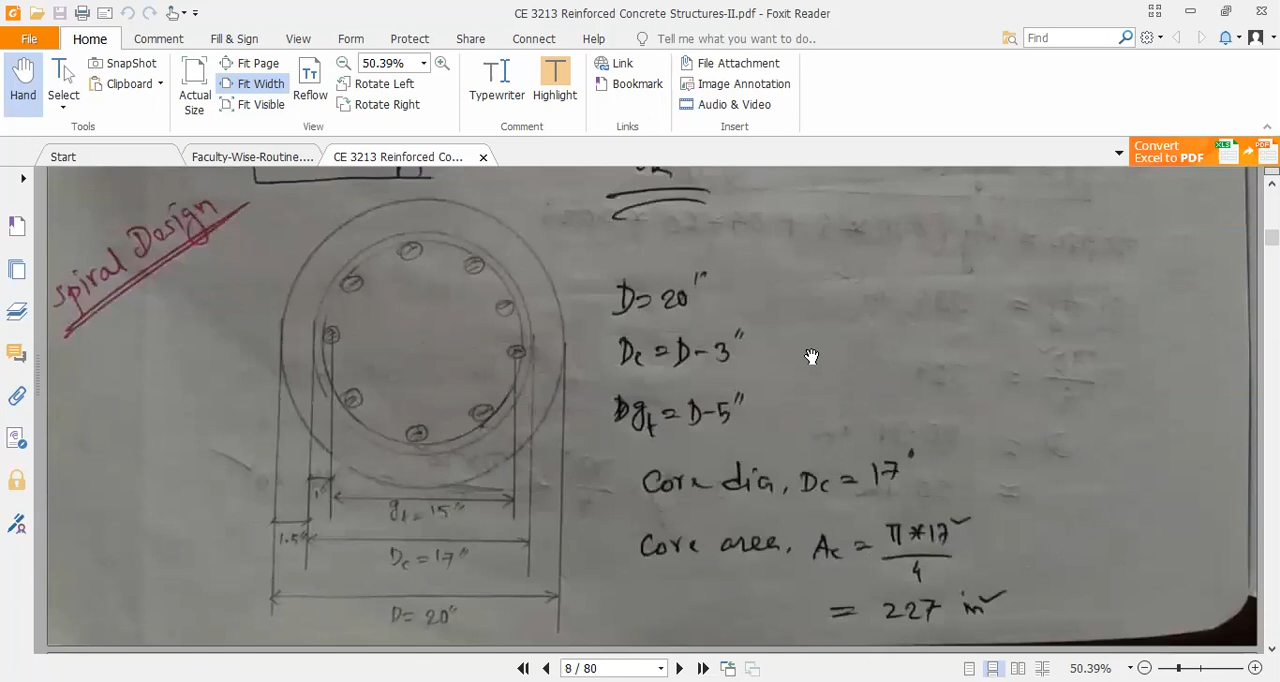 CE 3213 Reinforced Concrete Structures-II.pdf - Foxit Reader
File Home Comment Fill & Sign View Form Protect Share Connect Help Tell me what you want to do.. Find
Hand Select SnapShot Clipboard
Tools
Actual Size Fit Page Fit Width Fit Visible Reflow 50.39% Rotate Left Rotate Right
View
Typewriter Highlight
Comment
Link Bookmark
Links
File Attachment Image Annotation Audio & Video
Insert
Start Faculty-Wise-Routine.... CE 3213 Reinforced Co...
Convert Excel to PDF
Spiral Design
D = 20"
Dc = D - 3"
gt = D - 5"
Core dia, Dc = 17"
Core area, Ac = π*17²/4
= 227 in²
1"
gt = 15"
1.5"
Dc = 17"
D = 20"
8 / 80 50.39%